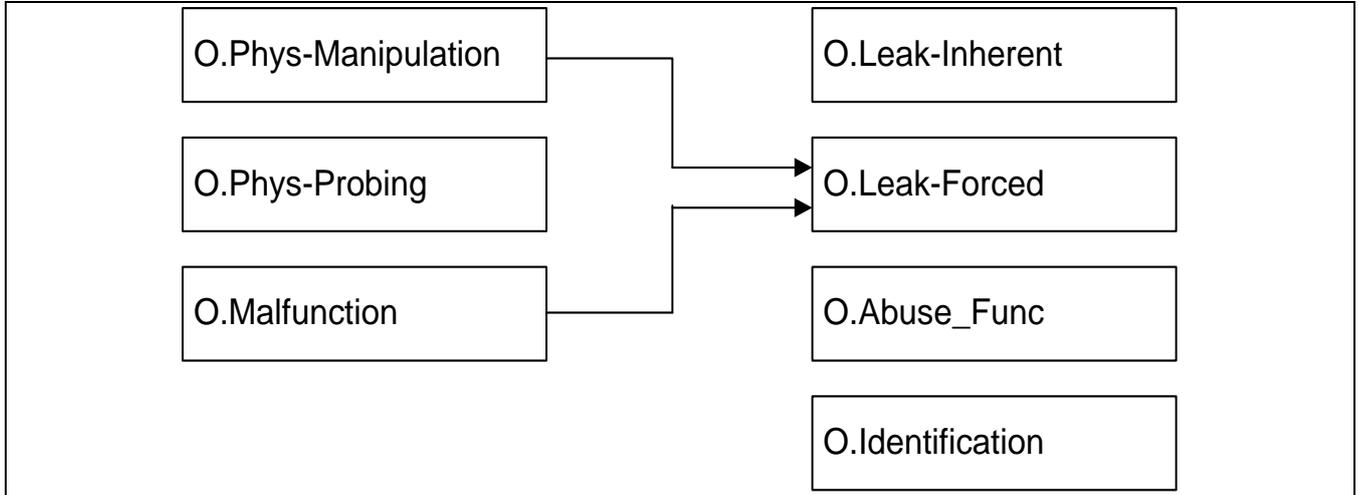 O.Phys-Manipulation
O.Leak-Inherent
O.Phys-Probing
O.Leak-Forced
O.Malfunction
O.Abuse_Func
O.Identification